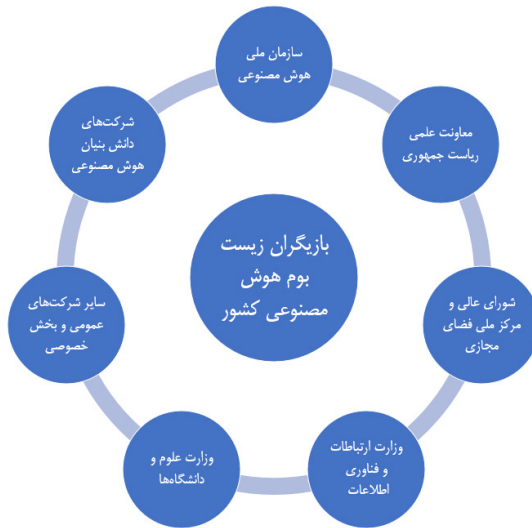 سازمان ملی
هوش مصنوعی
معاونت علمی
ریاست جمهوری
شورای عالی و
مرکز ملی فضای
مجازی
وزارت ارتباطات
و فناوری
اطلاعات
وزارت علوم و
دانشگاه‌ها
سایر شرکت‌های
عمومی و بخش
خصوصی
شرکت‌های
دانش بنیان
هوش مصنوعی
بازیگران زیست
بوم هوش
مصنوعی کشور